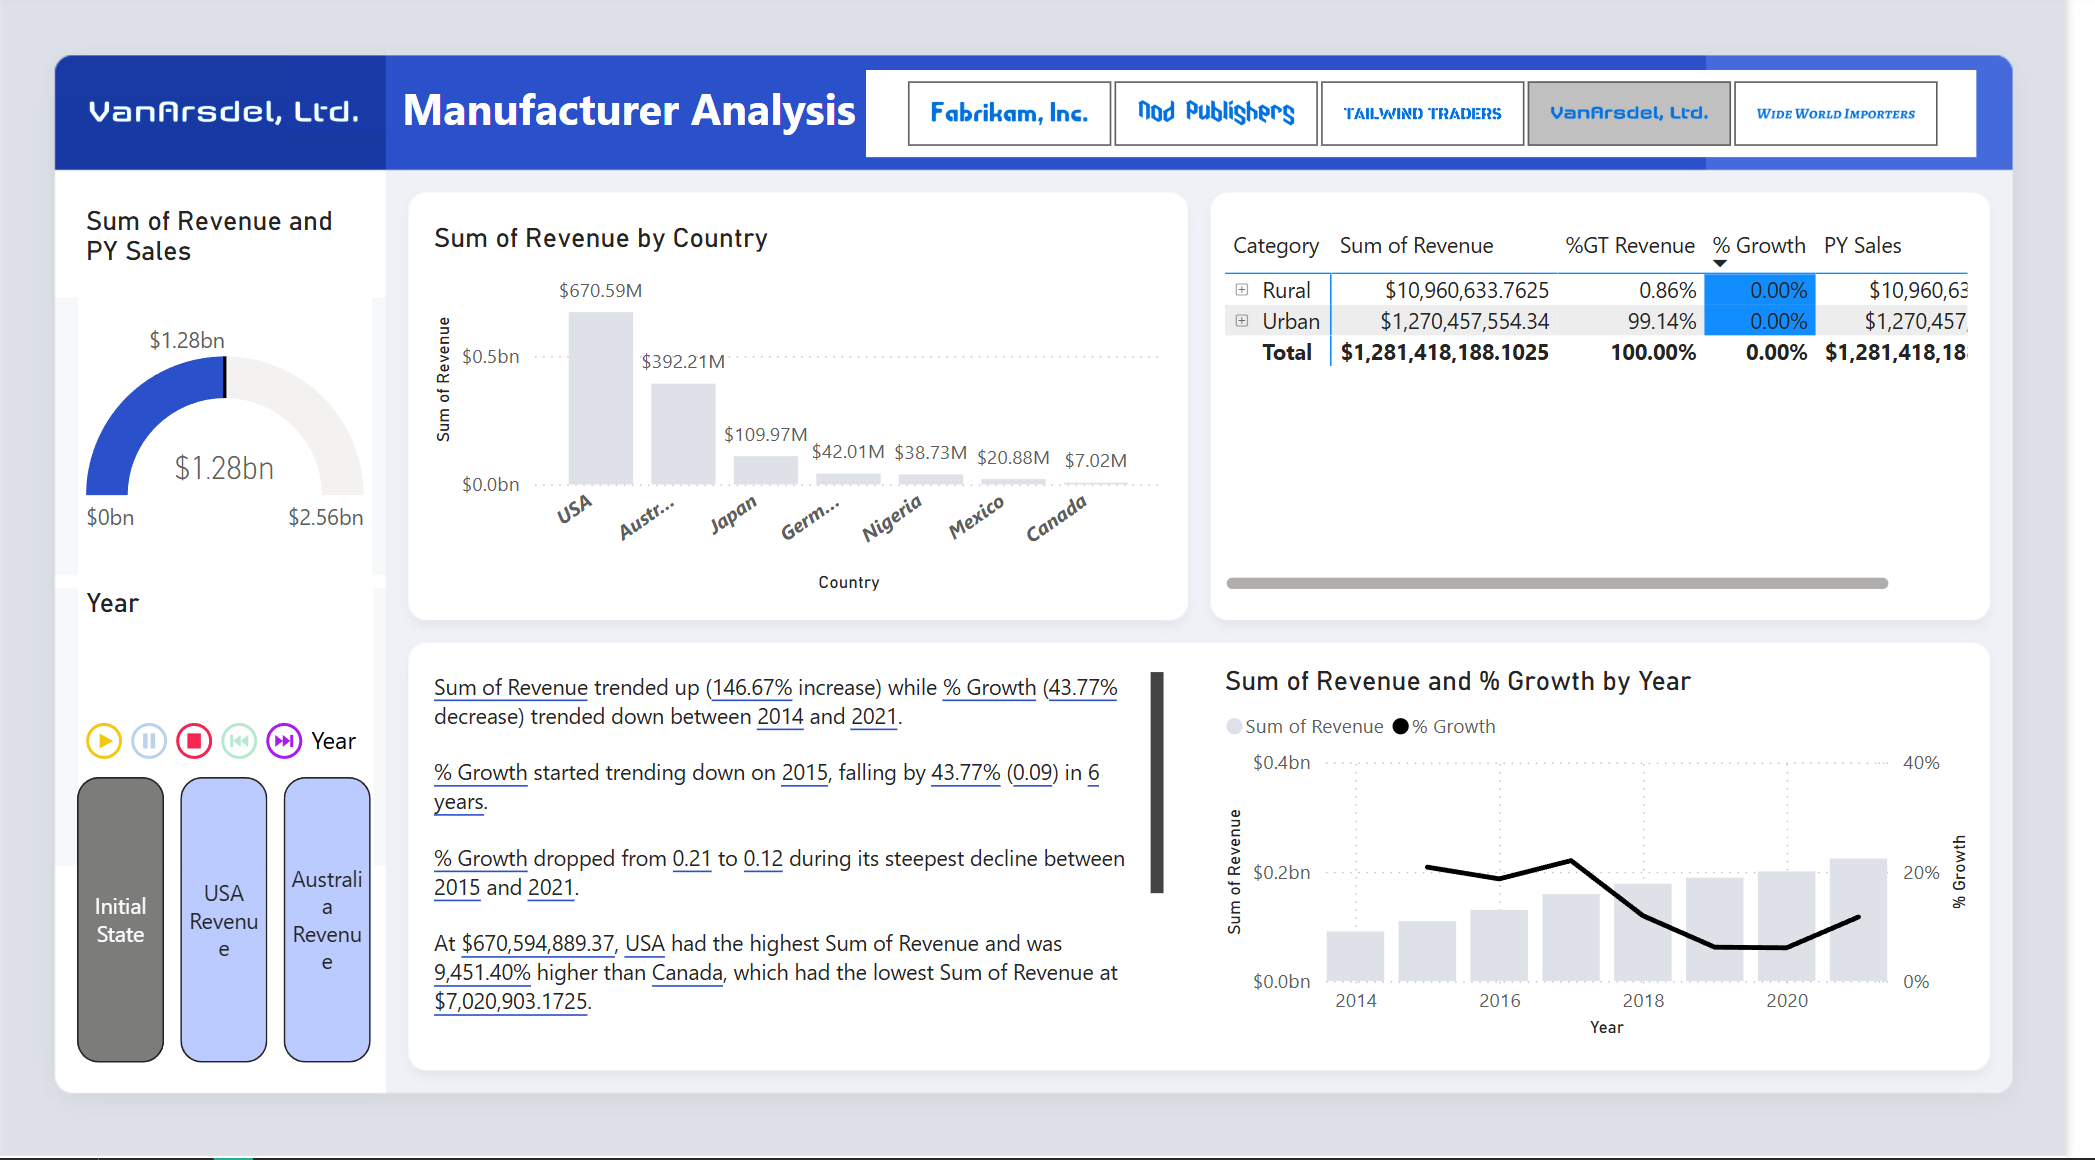 VanArsdel, Ltd.
Manufacturer Analysis
Fabrikam, Inc.
Nod Publishers
TAILWIND TRADERS
VanArsdel, Ltd.
WIDE WORLD IMPORTERS
Sum of Revenue and
PY Sales
$1.28bn
$1.28bn
$0bn
$2.56bn
Year
Year
Initial
State
USA
Revenu
e
Australi
a
Revenu
e
Sum of Revenue by Country
Sum of Revenue
$0.5bn
$0.0bn
$670.59M
$392.21M
$109.97M
$42.01M
$38.73M
$20.88M
$7.02M
USA
Austr...
Japan
Germ...
Nigeria
Mexico
Canada
Country
Category Sum of Revenue %GT Revenue % Growth PY Sales
Rural $10,960,633.7625 0.86% 0.00% $10,960,63
Urban $1,270,457,554.34 99.14% 0.00% $1,270,457,
Total $1,281,418,188.1025 100.00% 0.00% $1,281,418,18
Sum of Revenue trended up (146.67% increase) while % Growth (43.77%
decrease) trended down between 2014 and 2021.
% Growth started trending down on 2015, falling by 43.77% (0.09) in 6
years.
% Growth dropped from 0.21 to 0.12 during its steepest decline between
2015 and 2021.
At $670,594,889.37, USA had the highest Sum of Revenue and was
9,451.40% higher than Canada, which had the lowest Sum of Revenue at
$7,020,903.1725.
Sum of Revenue and % Growth by Year
Sum of Revenue % Growth
Sum of Revenue
$0.4bn
$0.2bn
$0.0bn
40%
20%
0%
% Growth
2014
2016
2018
2020
Year